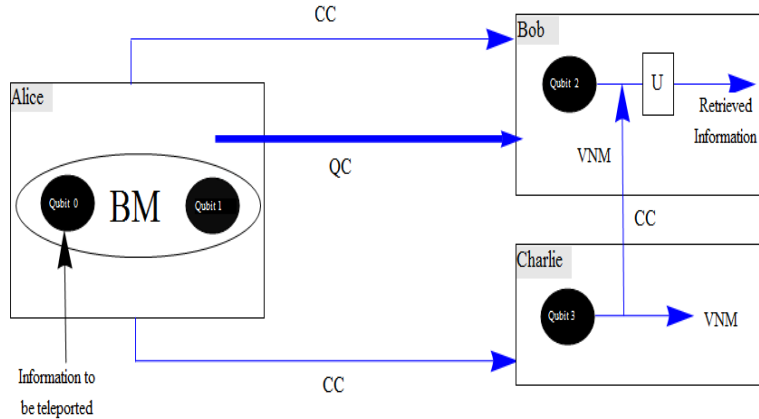 CC
Bob
Alice
Qubit 2
U
Retrieved
Information
QC
VNM
Qubit 0
BM
Qubit 1
CC
Charlie
Qubit 3
VNM
Information to
be teleported
CC